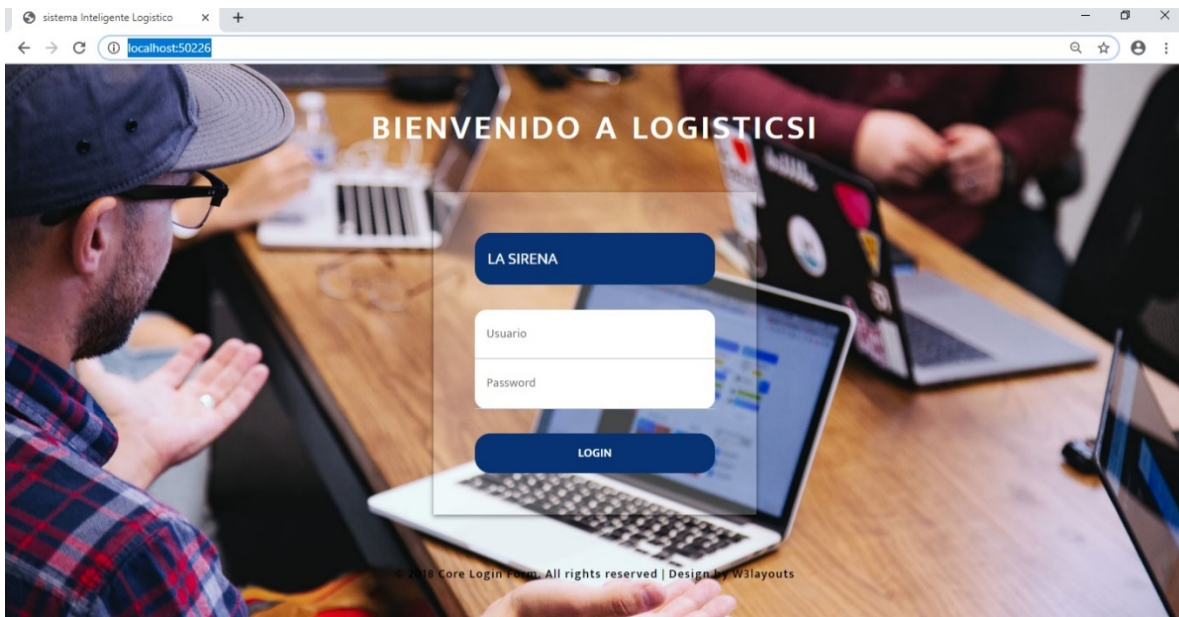 sistema Inteligente Logistico
localhost:50226
BIENVENIDO A LOGISTICSI
LA SIRENA
Usuario
Password
LOGIN
© 2018 Core Login Form. All rights reserved | Design by W3layouts